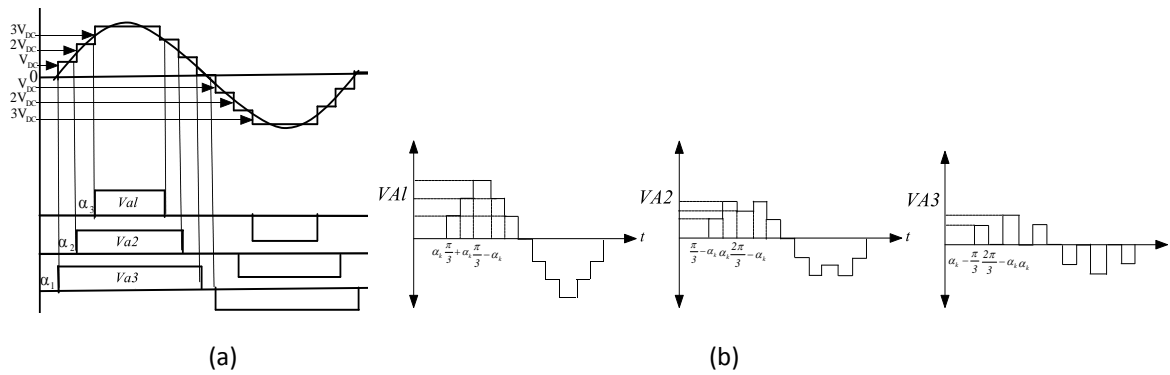 3V_DC
2V_DC
V_DC
0
V_DC
2V_DC
3V_DC
α_3 Va1
α_2 Va2
α_1 Va3
VA1
t
α_k π/3 + α_k π/3 − α_k
VA2
t
π/3 − α_k α_k 2π/3 − α_k
VA3
t
α_k − π/3 2π/3 − α_k α_k
(a)
(b)